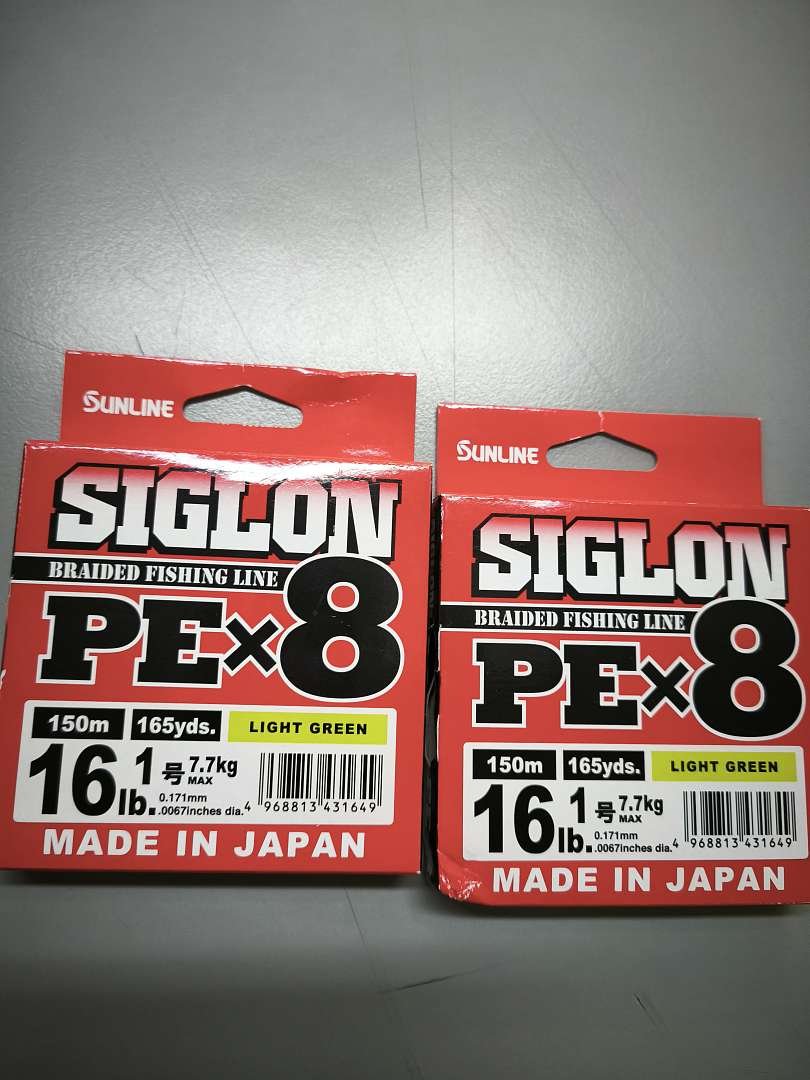 SUNLINE
SIGLON
BRAIDED FISHING LINE
PE×8
150m 165yds. LIGHT GREEN
16lb. 1号 7.7kg MAX
0.171mm
.0067inches dia.
4 968813 431649
MADE IN JAPAN
SUNLINE
SIGLON
BRAIDED FISHING LINE
PE×8
150m 165yds. LIGHT GREEN
16lb. 1号 7.7kg MAX
0.171mm
.0067inches dia.
4 968813 431649
MADE IN JAPAN